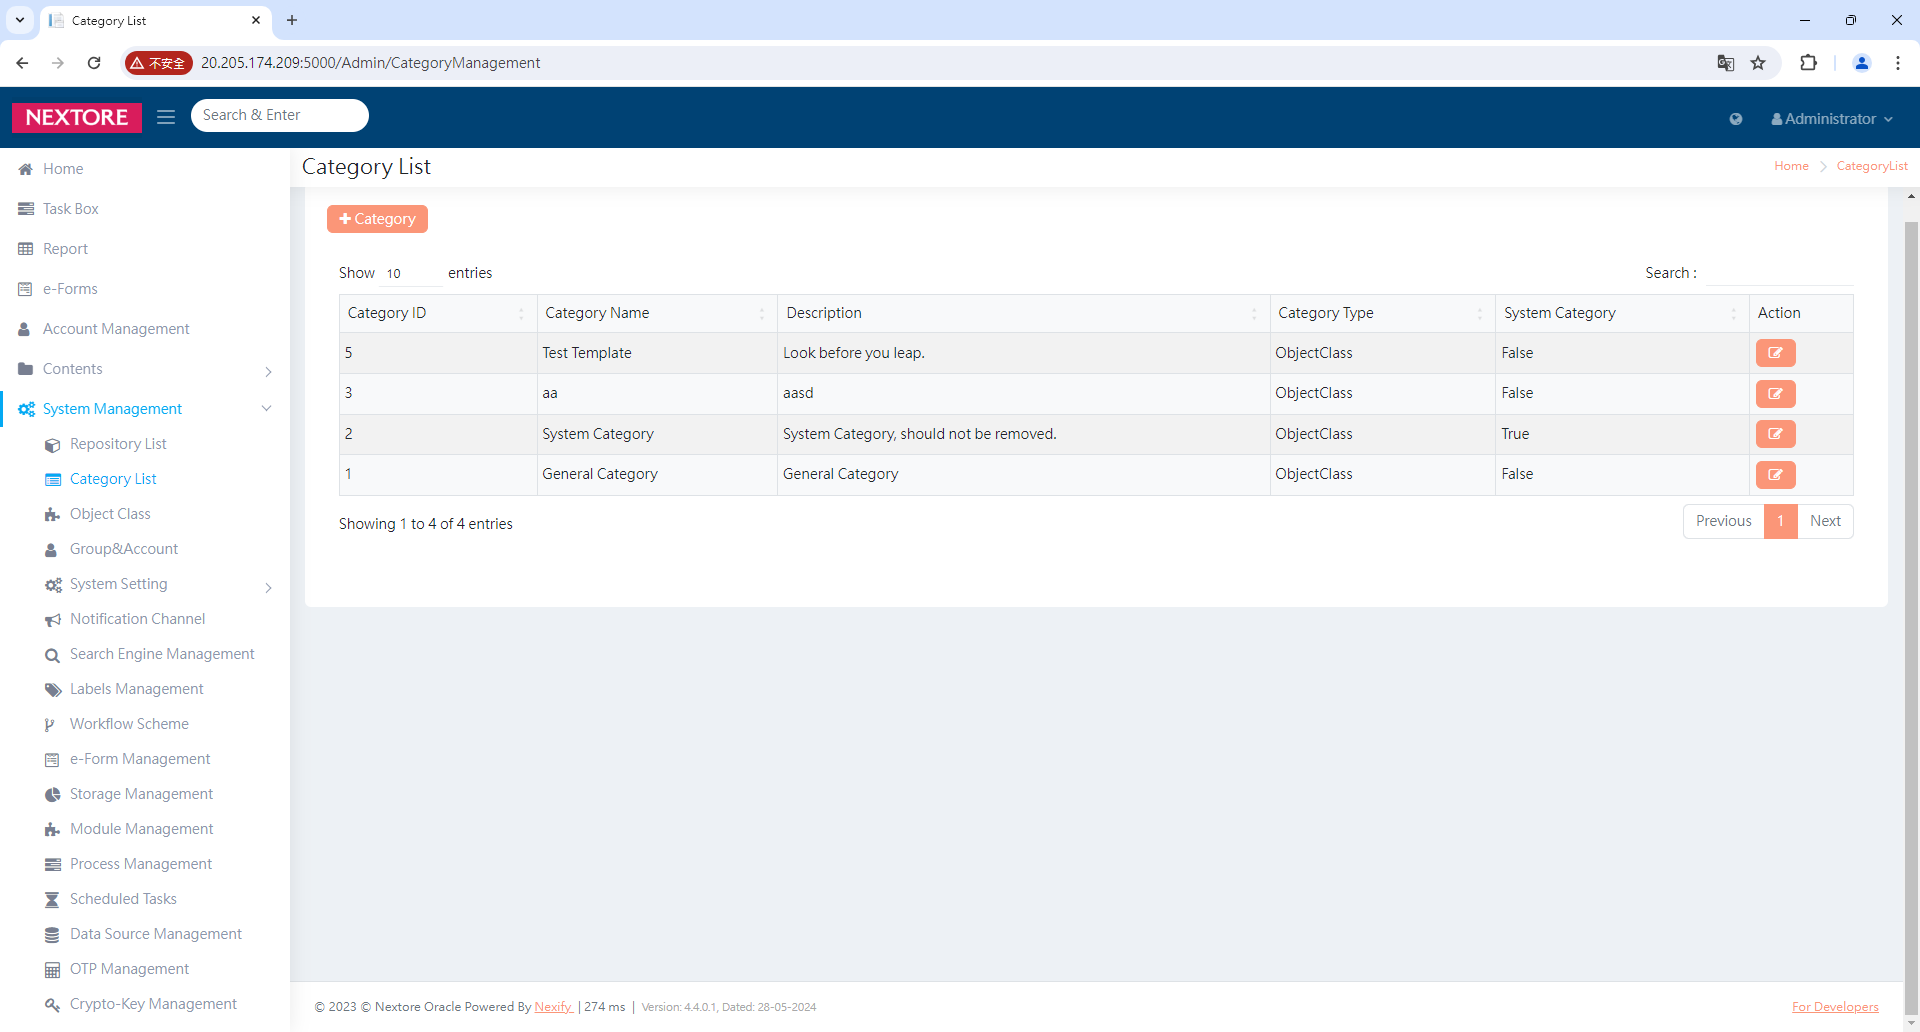 Category List
不安全 20.205.174.209:5000/Admin/CategoryManagement
NEXTORE Search & Enter Administrator
Category List Home CategoryList
Home
Task Box
Report
e-Forms
Account Management
Contents
System Management
Repository List
Category List
Object Class
Group&Account
System Setting
Notification Channel
Search Engine Management
Labels Management
Workflow Scheme
e-Form Management
Storage Management
Module Management
Process Management
Scheduled Tasks
Data Source Management
OTP Management
Crypto-Key Management
Category
Show 10 entries Search :
Category ID Category Name Description Category Type System Category Action
5 Test Template Look before you leap. ObjectClass False
3 aa aasd ObjectClass False
2 System Category System Category, should not be removed. ObjectClass True
1 General Category General Category ObjectClass False
Showing 1 to 4 of 4 entries Previous 1 Next
© 2023 © Nextore Oracle Powered By Nexify | 274 ms | Version: 4.4.0.1, Dated: 28-05-2024 For Developers